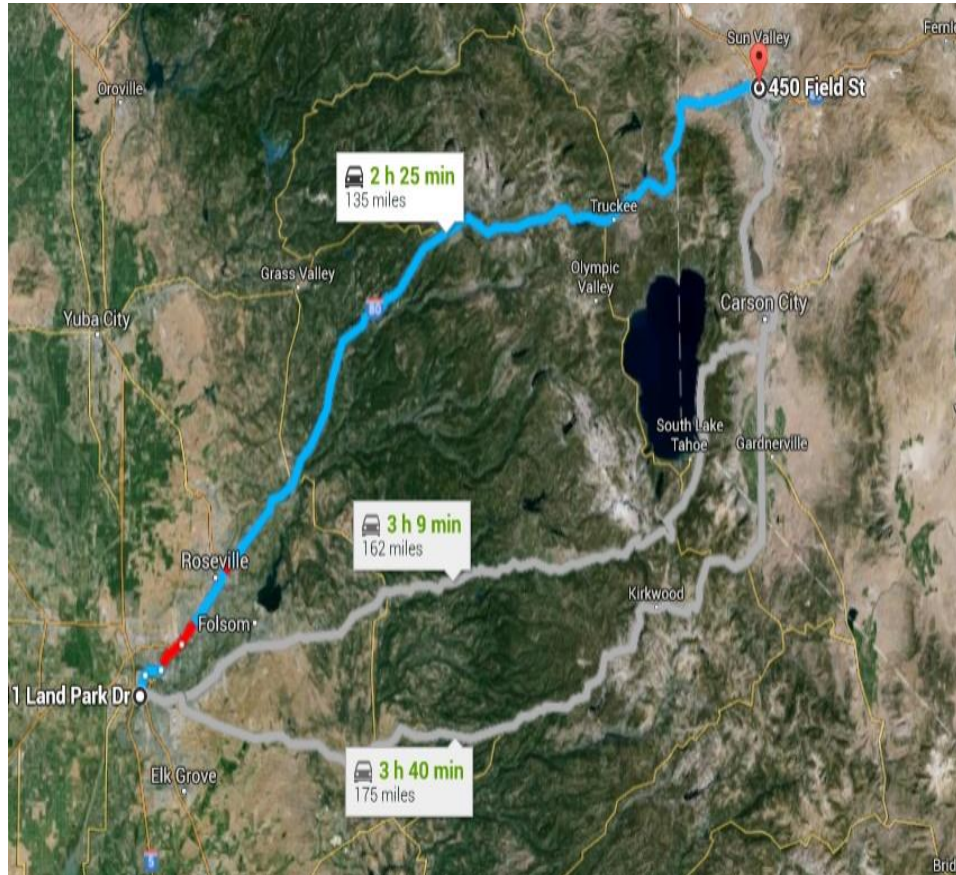 Sun Valley
Oroville
450 Field St
2 h 25 min
135 miles
Truckee
Grass Valley
Olympic
Valley
80
Carson City
Yuba City
South Lake
Tahoe
Gardnerville
3 h 9 min
162 miles
Roseville
Kirkwood
Folsom
1 Land Park Dr
3 h 40 min
175 miles
Elk Grove
5